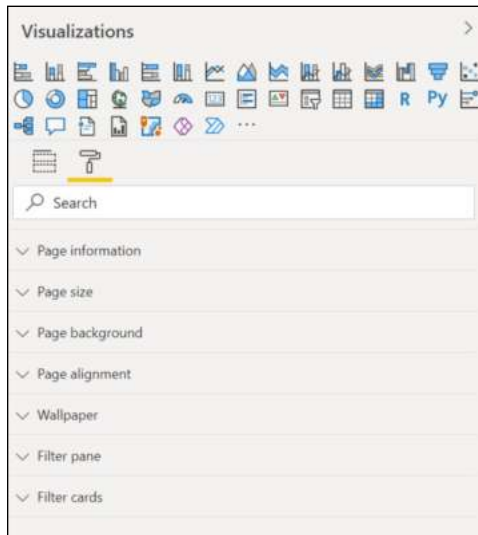 Visualizations
R Py
Search
Page information
Page size
Page background
Page alignment
Wallpaper
Filter pane
Filter cards